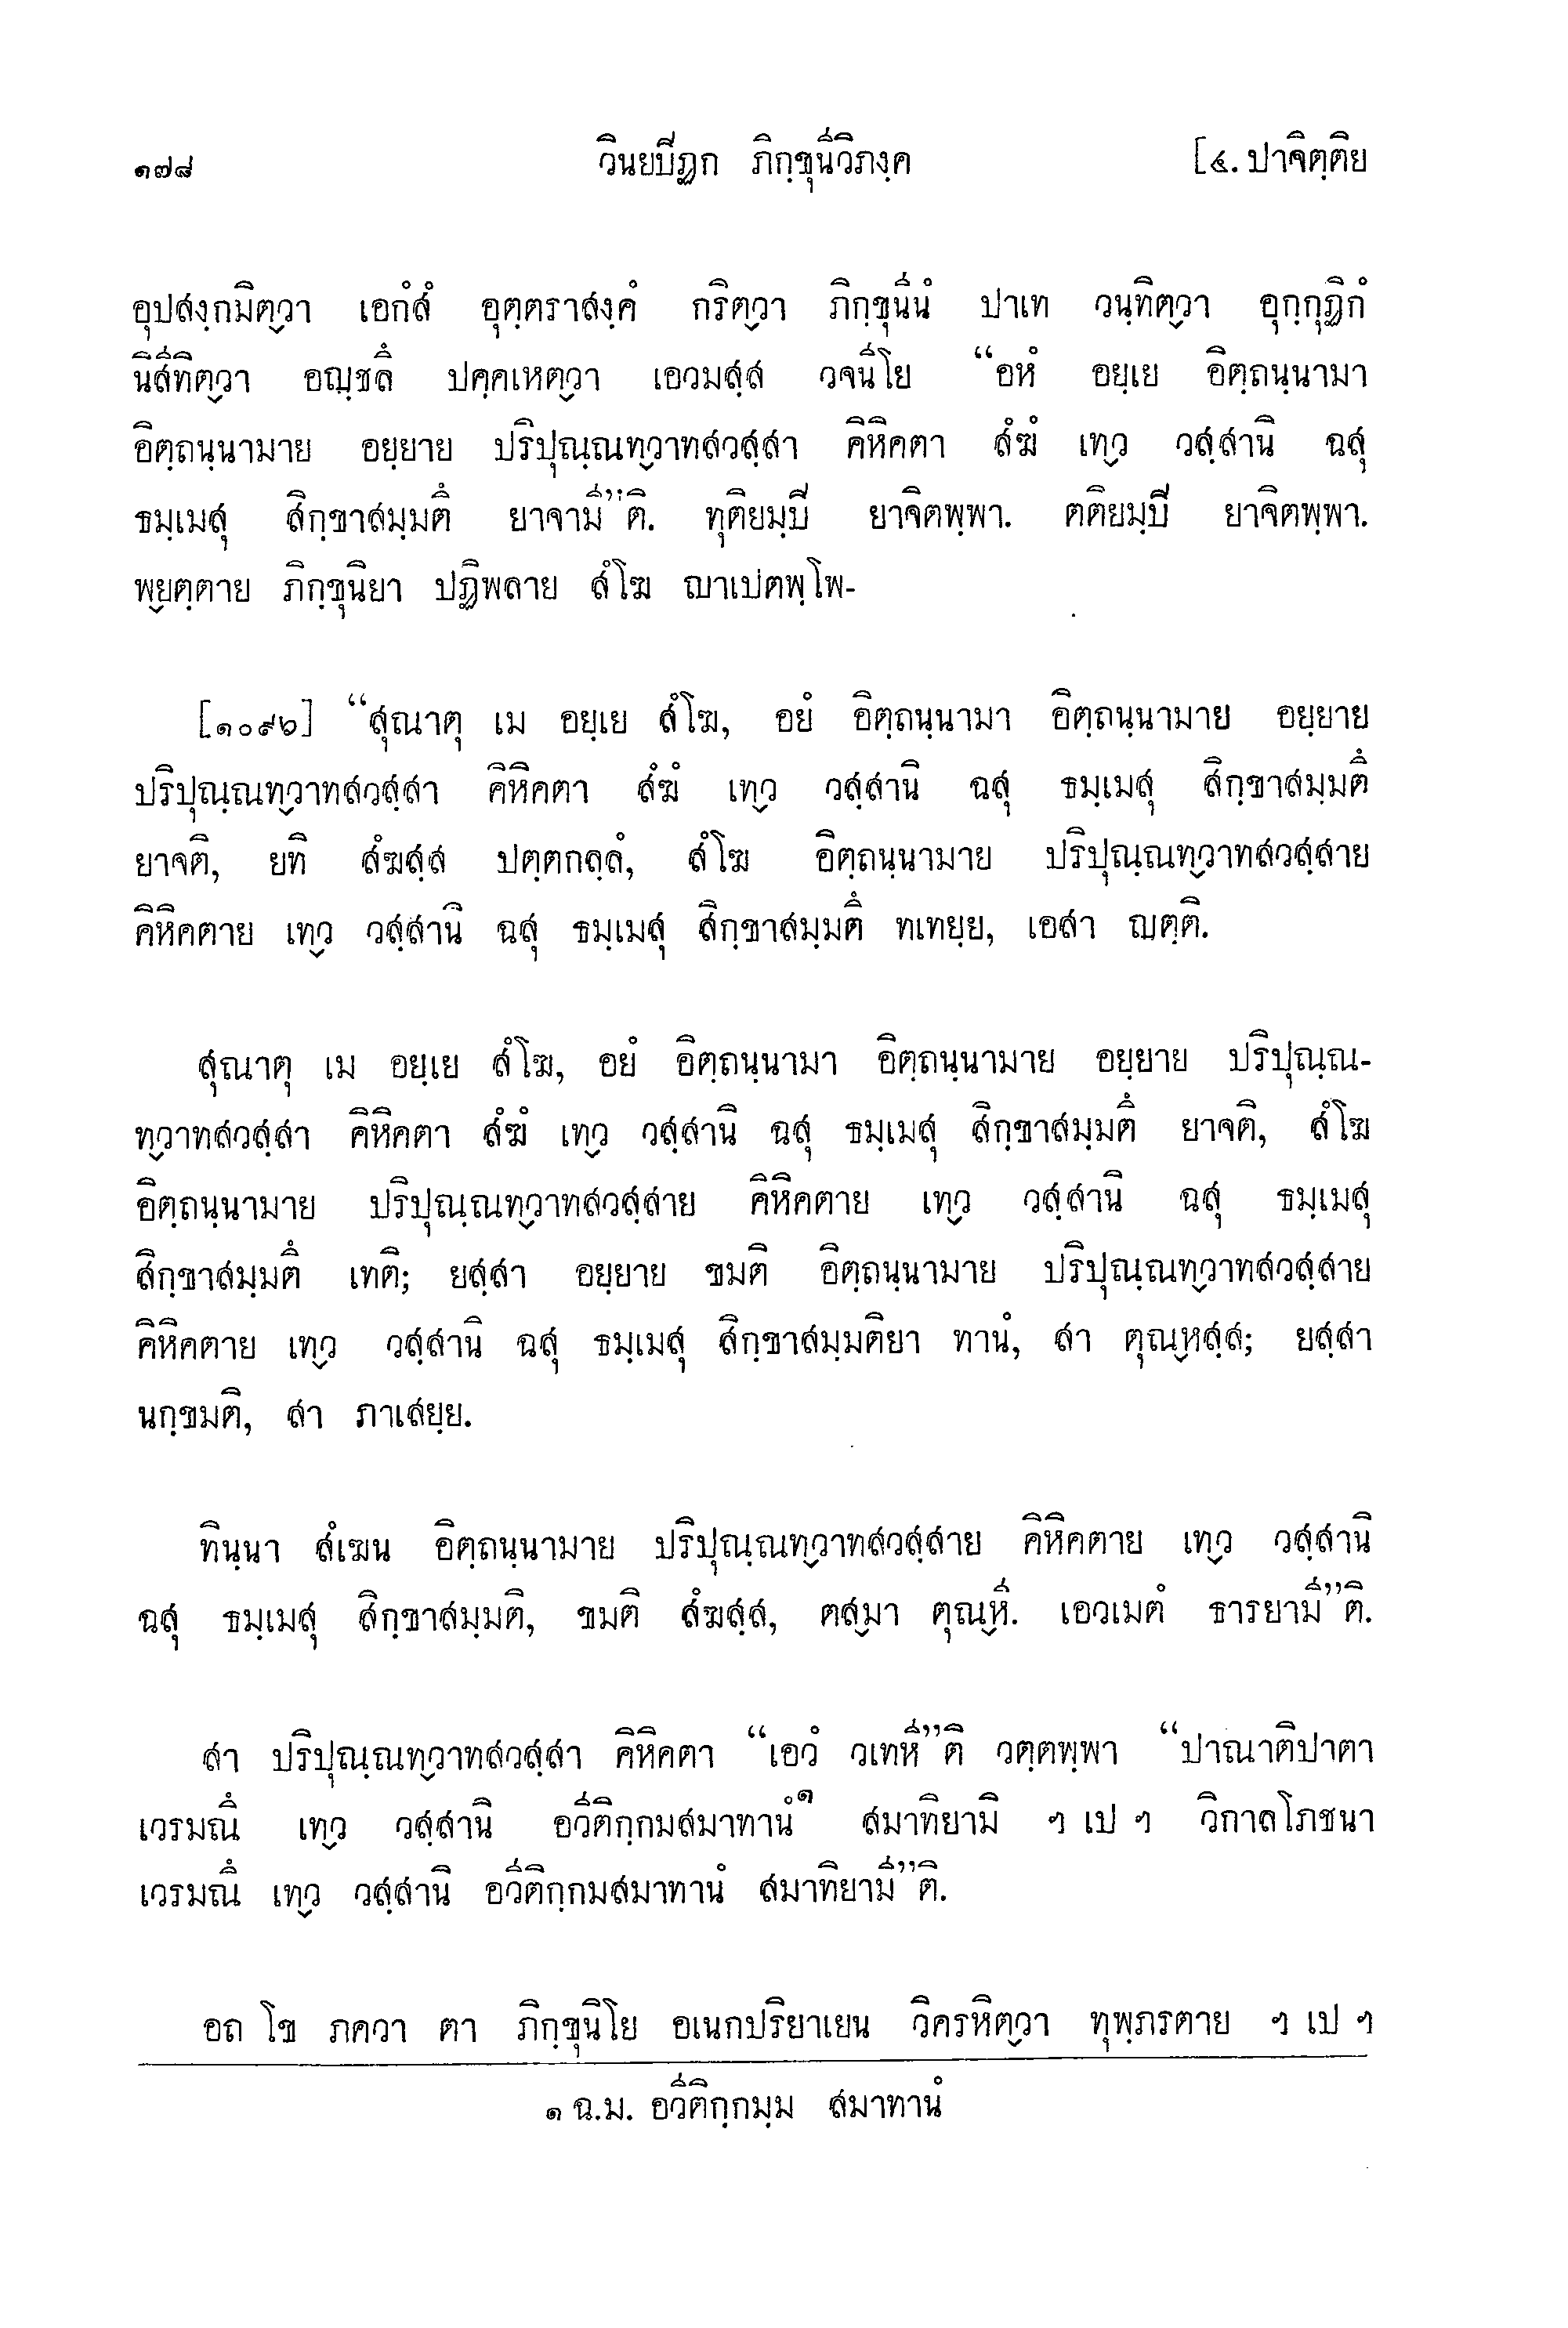 ๑๗๘ วินยปีฏก ภิกฺขุนีวิภงฺค [๔. ปาจิตฺติย
อุปสงฺกมิตฺวา เอกํสํ อุตฺตราสงฺคํ กริตฺวา ภิกฺขุนีนํ ปาเท วนฺทิตฺวา อุกฺกุฏิกํ
นิสีทิตฺวา อญฺชลึ ปคฺคเหตฺวา เอวมสฺส วจนีโย “อหํ อยฺเย อิตฺถนฺนามา
อิตฺถนฺนามาย อยฺยาย ปริปุณฺณทฺวาทสวสฺสา คิหิคตา สํฆํ เทฺว วสฺสานิ ฉสุ
ธมฺเมสุ สิกฺขาสมฺมตึ ยาจามี”ติ. ทุติยมฺปิ ยาจิตพฺพา. ตติยมฺปิ ยาจิตพฺพา.
พฺยตฺตาย ภิกฺขุนิยา ปฏิพลาย สํโฆ ญาเปตพฺโพ-
[๑๐๙๖] “สุณาตุ เม อยฺเย สํโฆ, อยํ อิตฺถนฺนามา อิตฺถนฺนามาย อยฺยาย
ปริปุณฺณทฺวาทสวสฺสา คิหิคตา สํฆํ เทฺว วสฺสานิ ฉสุ ธมฺเมสุ สิกฺขาสมฺมตึ
ยาจติ, ยทิ สํฆสฺส ปตฺตกลฺลํ, สํโฆ อิตฺถนฺนามาย ปริปุณฺณทฺวาทสวสฺสาย
คิหิคตาย เทฺว วสฺสานิ ฉสุ ธมฺเมสุ สิกฺขาสมฺมตึ ทเทยฺย, เอสา ญตฺติ.
สุณาตุ เม อยฺเย สํโฆ, อยํ อิตฺถนฺนามา อิตฺถนฺนามาย อยฺยาย ปริปุณฺณ-
ทฺวาทสวสฺสา คิหิคตา สํฆํ เทฺว วสฺสานิ ฉสุ ธมฺเมสุ สิกฺขาสมฺมตึ ยาจติ, สํโฆ
อิตฺถนฺนามาย ปริปุณฺณทฺวาทสวสฺสาย คิหิคตาย เทฺว วสฺสานิ ฉสุ ธมฺเมสุ
สิกฺขาสมฺมตึ เทติ; ยสฺสา อยฺยาย ขมติ อิตฺถนฺนามาย ปริปุณฺณทฺวาทสวสฺสาย
คิหิคตาย เทฺว วสฺสานิ ฉสุ ธมฺเมสุ สิกฺขาสมฺมติยา ทานํ, สา ตุณฺหสฺส; ยสฺสา
นกฺขมติ, สา ภาเสยฺย.
ทินฺนา สํเฆน อิตฺถนฺนามาย ปริปุณฺณทฺวาทสวสฺสาย คิหิคตาย เทฺว วสฺสานิ
ฉสุ ธมฺเมสุ สิกฺขาสมฺมติ, ขมติ สํฆสฺส, ตสฺมา ตุณฺหี. เอวเมตํ ธารยามี”ติ.
สา ปริปุณฺณทฺวาทสวสฺสา คิหิคตา “เอวํ วเทหี”ติ วตฺตพฺพา “ปาณาติปาตา
เวรมณึ เทฺว วสฺสานิ อวีติกฺกมสมาทานํ๑ สมาทิยามิ ฯ เป ฯ วิกาลโภชนา
เวรมณึ เทฺว วสฺสานิ อวีติกฺกมสมาทานํ สมาทิยามี”ติ.
อถ โข ภควา ตา ภิกฺขุนิโย อเนกปริยาเยน วิครหิตฺวา ทุพฺภรตาย ฯ เป ฯ
๑ ฉ.ม. อวีติกฺกมฺม สมาทานํ